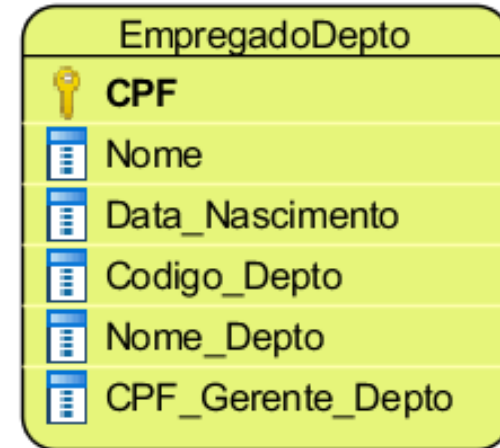 EmpregadoDepto
CPF
Nome
Data_Nascimento
Codigo_Depto
Nome_Depto
CPF_Gerente_Depto